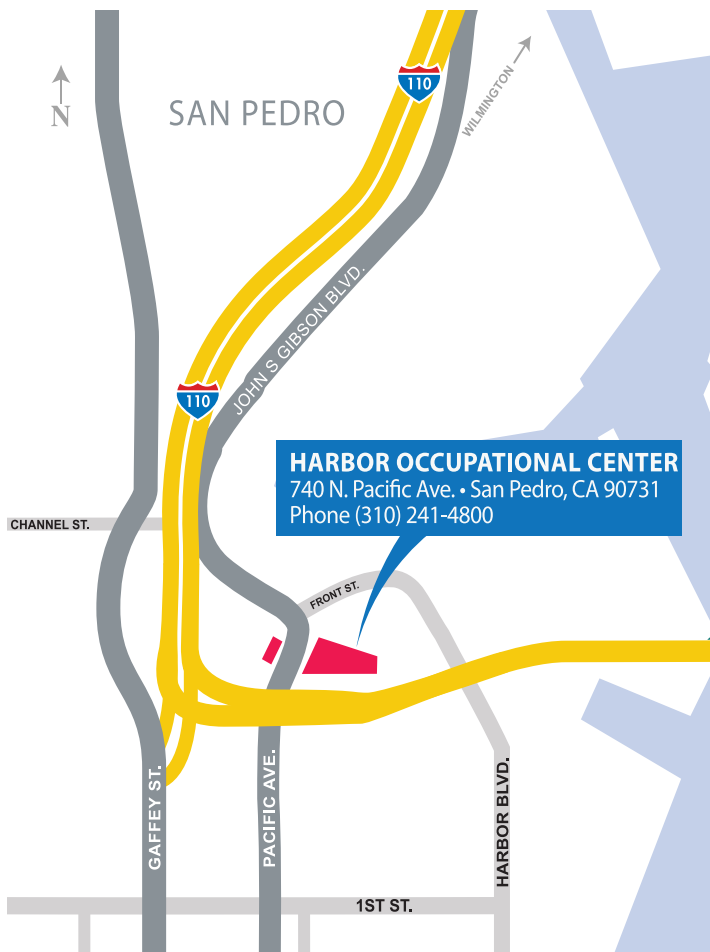 110
WILMINGTON
N
SAN PEDRO
JOHN S GIBSON BLVD.
110
HARBOR OCCUPATIONAL CENTER
740 N. Pacific Ave. • San Pedro, CA 90731
Phone (310) 241-4800
CHANNEL ST.
FRONT ST.
GAFFEY ST.
PACIFIC AVE.
HARBOR BLVD.
1ST ST.